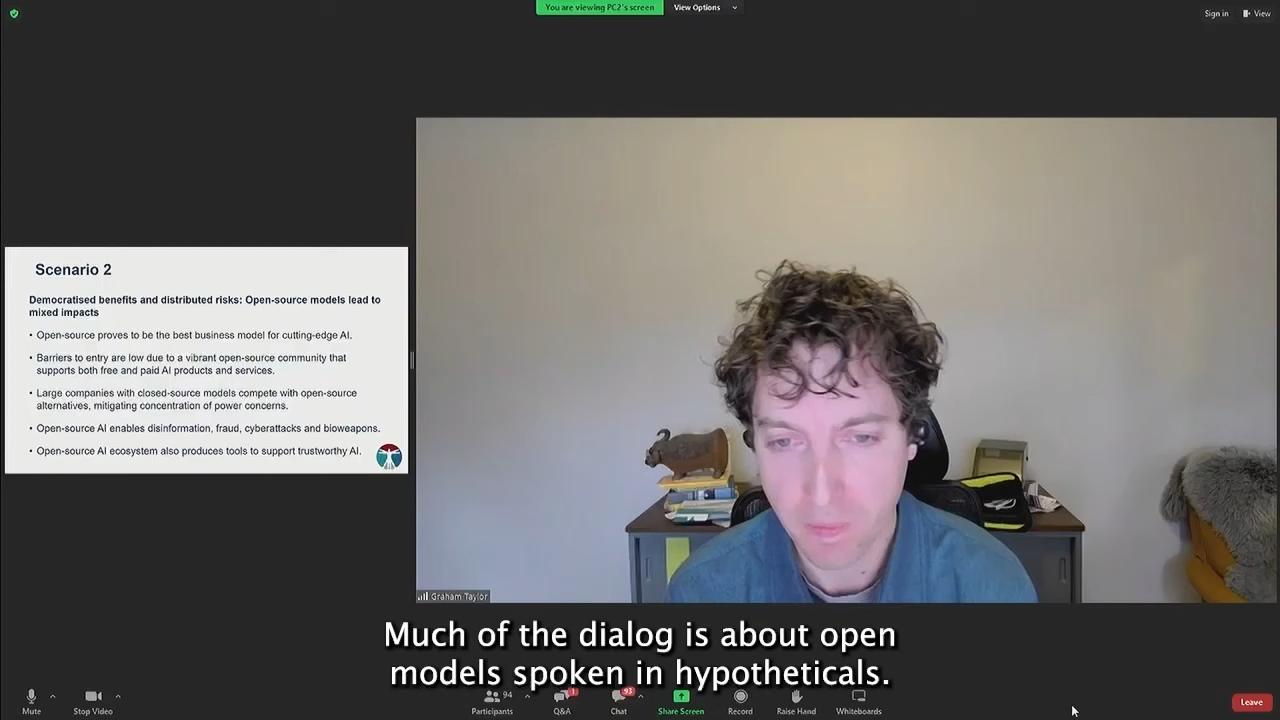 You are viewing PC2's screen
View Options
Sign in
View
Scenario 2
Democratised benefits and distributed risks: Open-source models lead to
mixed impacts
• Open-source proves to be the best business model for cutting-edge AI.
• Barriers to entry are low due to a vibrant open-source community that
supports both free and paid AI products and services.
• Large companies with closed-source models compete with open-source
alternatives, mitigating concentration of power concerns.
• Open-source AI enables disinformation, fraud, cyberattacks and bioweapons.
• Open-source AI ecosystem also produces tools to support trustworthy AI.
Graham Taylor
Much of the dialog is about open
models spoken in hypotheticals.
94
1
93
Mute
Stop Video
Participants
Q&A
Chat
Share Screen
Record
Raise Hand
Whiteboards
Leave